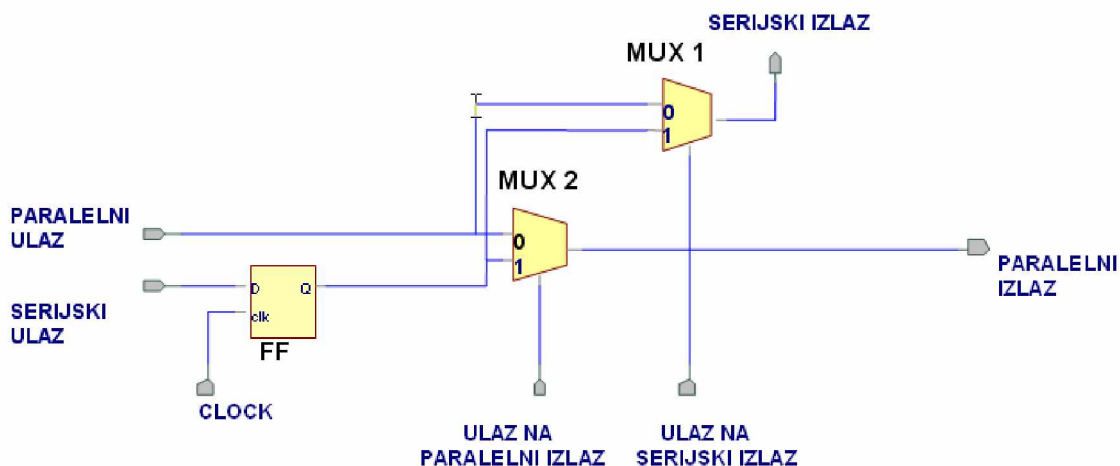 SERIJSKI IZLAZ
MUX 1
0
1
MUX 2
PARALELNI
ULAZ
0
1
PARALELNI
IZLAZ
D
Q
SERIJSKI
ULAZ
clk
FF
CLOCK
ULAZ NA
PARALELNI IZLAZ
ULAZ NA
SERIJSKI IZLAZ